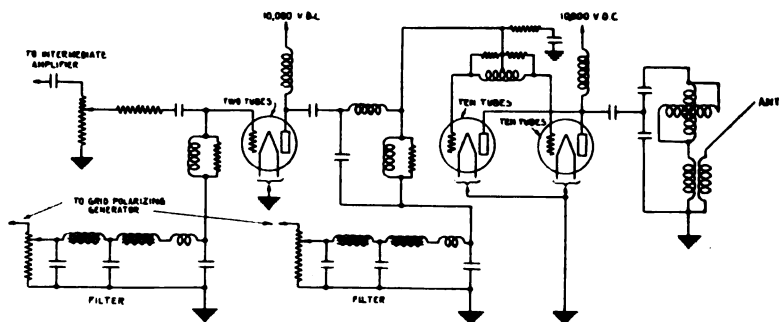 10,000 V.D.C.
10,000 V.D.C.
TO INTERMEDIATE
AMPLIFIER
TWO TUBES
TEN TUBES
TEN TUBES
ANT
TO GRID POLARIZING
GENERATOR
FILTER
FILTER